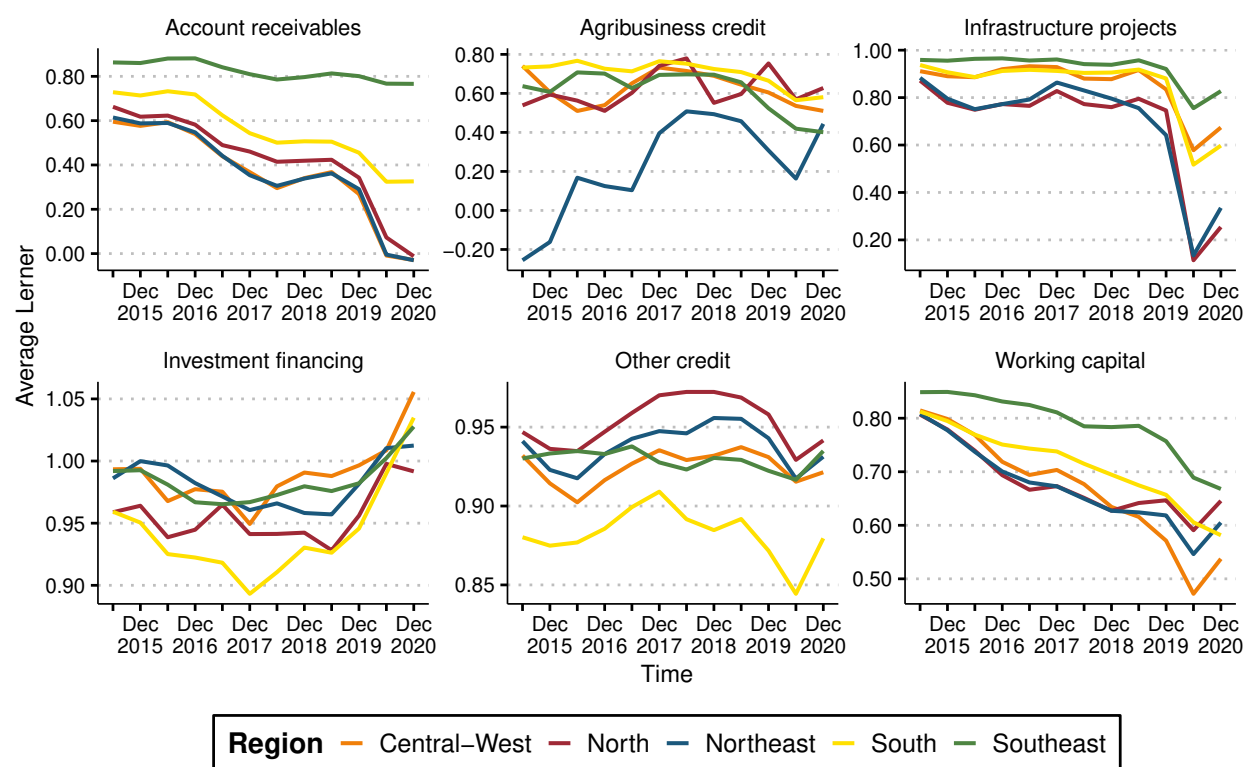 Account receivables
Agribusiness credit
Infrastructure projects
0.80
0.60
0.40
0.20
0.00
0.80
0.60
0.40
0.20
0.00
−0.20
1.00
0.80
0.60
0.40
0.20
Dec Dec Dec Dec Dec Dec
2015 2016 2017 2018 2019 2020
Dec Dec Dec Dec Dec Dec
2015 2016 2017 2018 2019 2020
Dec Dec Dec Dec Dec Dec
2015 2016 2017 2018 2019 2020
Average Lerner
Investment financing
Other credit
Working capital
1.05
1.00
0.95
0.90
0.95
0.90
0.85
0.80
0.70
0.60
0.50
Dec Dec Dec Dec Dec Dec
2015 2016 2017 2018 2019 2020
Dec Dec Dec Dec Dec Dec
2015 2016 2017 2018 2019 2020
Dec Dec Dec Dec Dec Dec
2015 2016 2017 2018 2019 2020
Time
Region Central−West North Northeast South Southeast